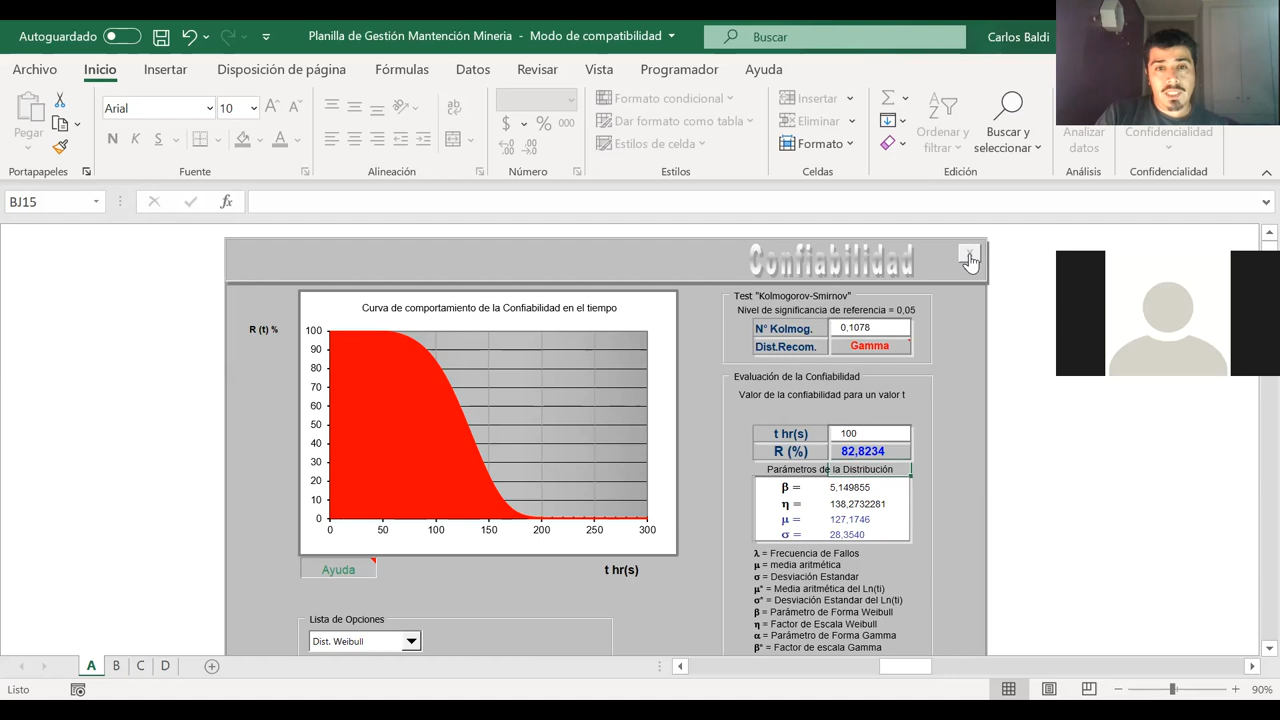 Autoguardado
Planilla de Gestión Mantención Mineria - Modo de compatibilidad
Buscar
Carlos Baldi
Archivo Inicio Insertar Disposición de página Fórmulas Datos Revisar Vista Programador Ayuda
Pegar
Portapapeles
Arial 10
N K S
Fuente
Alineación
$ % 000
Número
Formato condicional
Dar formato como tabla
Estilos de celda
Estilos
Insertar
Eliminar
Formato
Celdas
Ordenar y filtrar
Buscar y seleccionar
Edición
Analizar datos
Análisis
Confidencialidad
Confidencialidad
BJ15
fx
Confiabilidad
x
Curva de comportamiento de la Confiabilidad en el tiempo
R (t) %
100
90
80
70
60
50
40
30
20
10
0
0 50 100 150 200 250 300
Ayuda
t hr(s)
Lista de Opciones
Dist. Weibull
Test "Kolmogorov-Smirnov"
Nivel de significancia de referencia = 0,05
N° Kolmog. 0,1078
Dist.Recom. Gamma
Evaluación de la Confiabilidad
Valor de la confiabilidad para un valor t
t hr(s) 100
R (%) 82,8234
Parámetros de la Distribución
β = 5,149855
η = 138,2732281
μ = 127,1746
σ = 28,3540
λ = Frecuencia de Fallos
μ = media aritmética
σ = Desviación Estandar
μ* = Media aritmética del Ln(ti)
σ* = Desviación Estandar del Ln(ti)
β = Parámetro de Forma Weibull
η = Factor de Escala Weibull
α = Parámetro de Forma Gamma
β* = Factor de escala Gamma
A B C D
Listo
90%